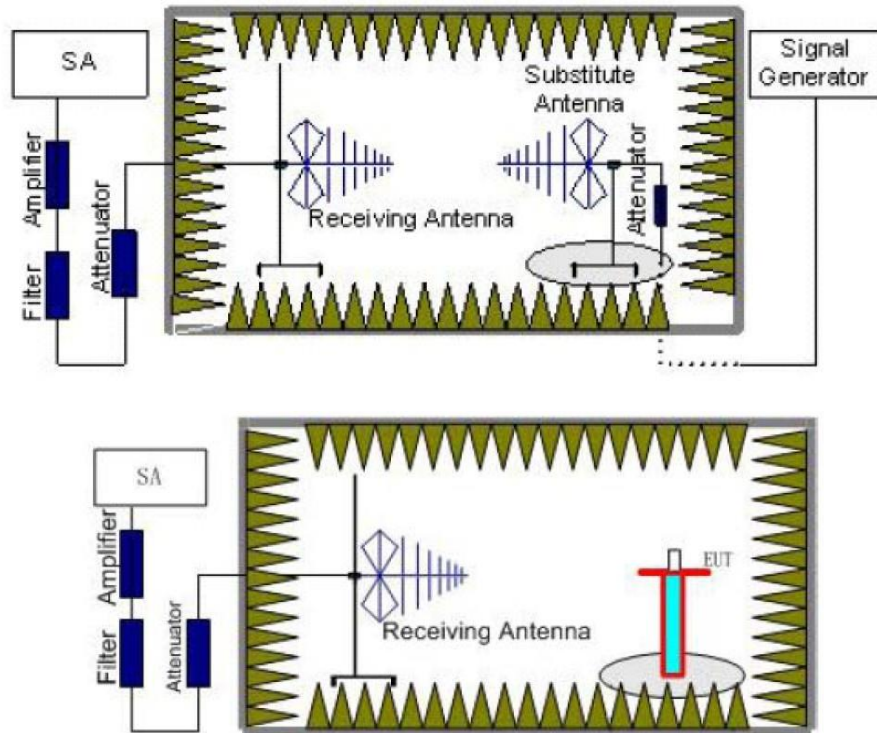 SA
Signal
Generator
Substitute
Antenna
Amplifier
Attenuator
Receiving Antenna
Attenuator
Filter
SA
Amplifier
EUT
Filter
Attenuator
Receiving Antenna